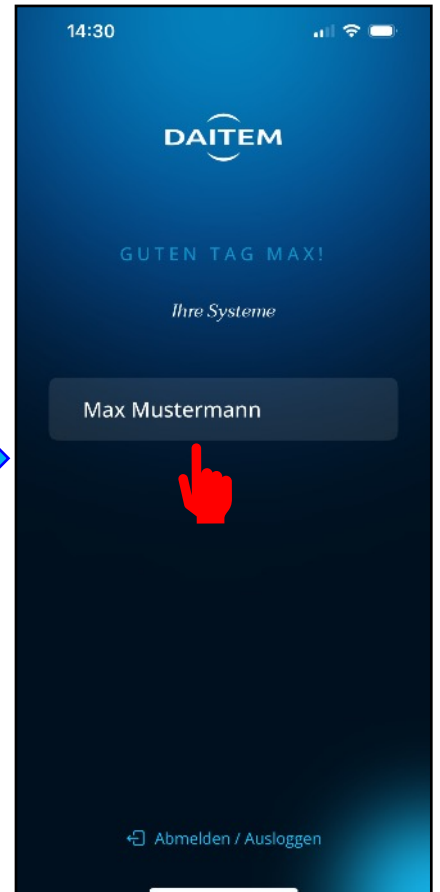 14:30
DAITEM
GUTEN TAG MAX!
Ihre Systeme
Max Mustermann
Abmelden / Ausloggen